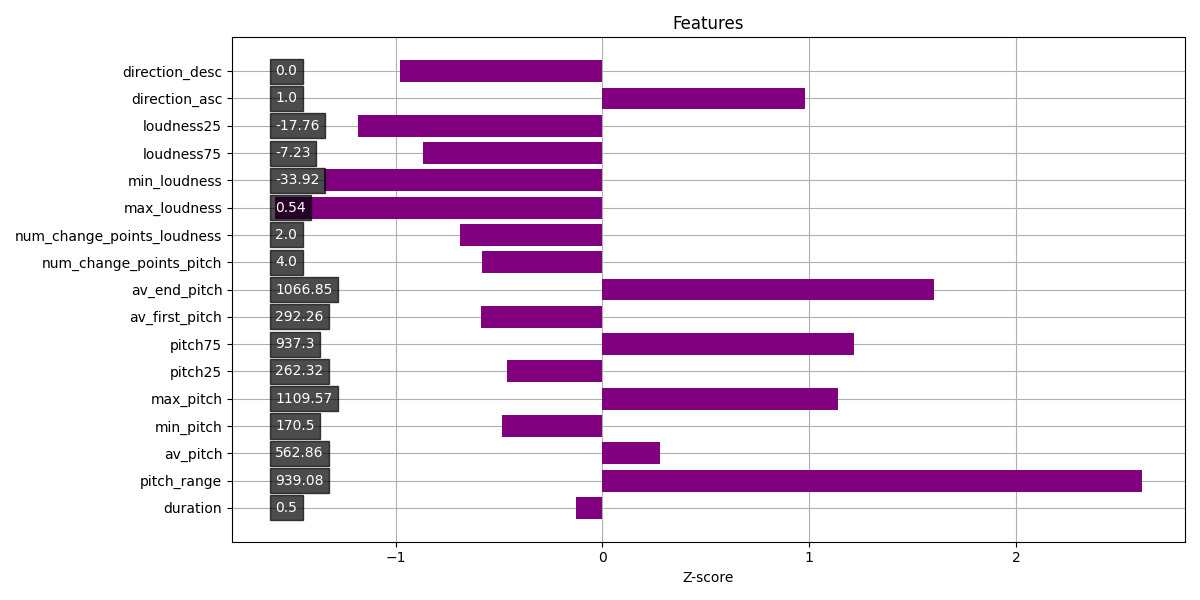 Features
direction_desc 0.0
direction_asc 1.0
loudness25 -17.76
loudness75 -7.23
min_loudness -33.92
max_loudness 0.54
num_change_points_loudness 2.0
num_change_points_pitch 4.0
av_end_pitch 1066.85
av_first_pitch 292.26
pitch75 937.3
pitch25 262.32
max_pitch 1109.57
min_pitch 170.5
av_pitch 562.86
pitch_range 939.08
duration 0.5
−1 0 1 2
Z-score